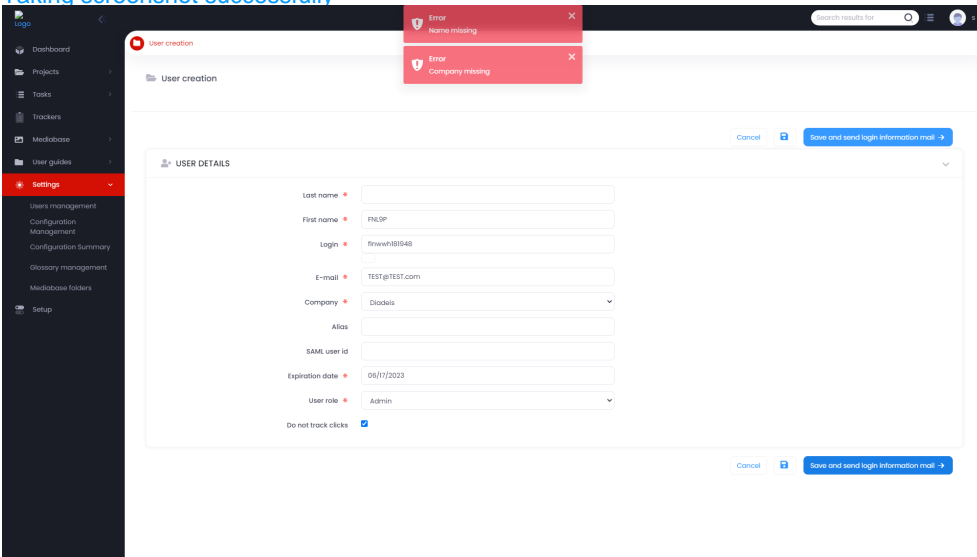 Taking screenshot successfully
Logo
Error
Name missing
Search results for
s
Dashboard
User creation
Error
Company missing
Projects
User creation
Tasks
Trackers
Mediabase
Cancel
Save and send login information mail →
User guides
USER DETAILS
Settings
Last name *
Users management
First name * FNL9P
Configuration
Management
Login * flnwwh181948
Configuration Summary
Glossary management
E-mail * TEST@TEST.com
Mediabase folders
Company * Diadeis
Setup
Alias
SAML user id
Expiration date * 06/17/2023
User role * Admin
Do not track clicks
Cancel
Save and send login information mail →